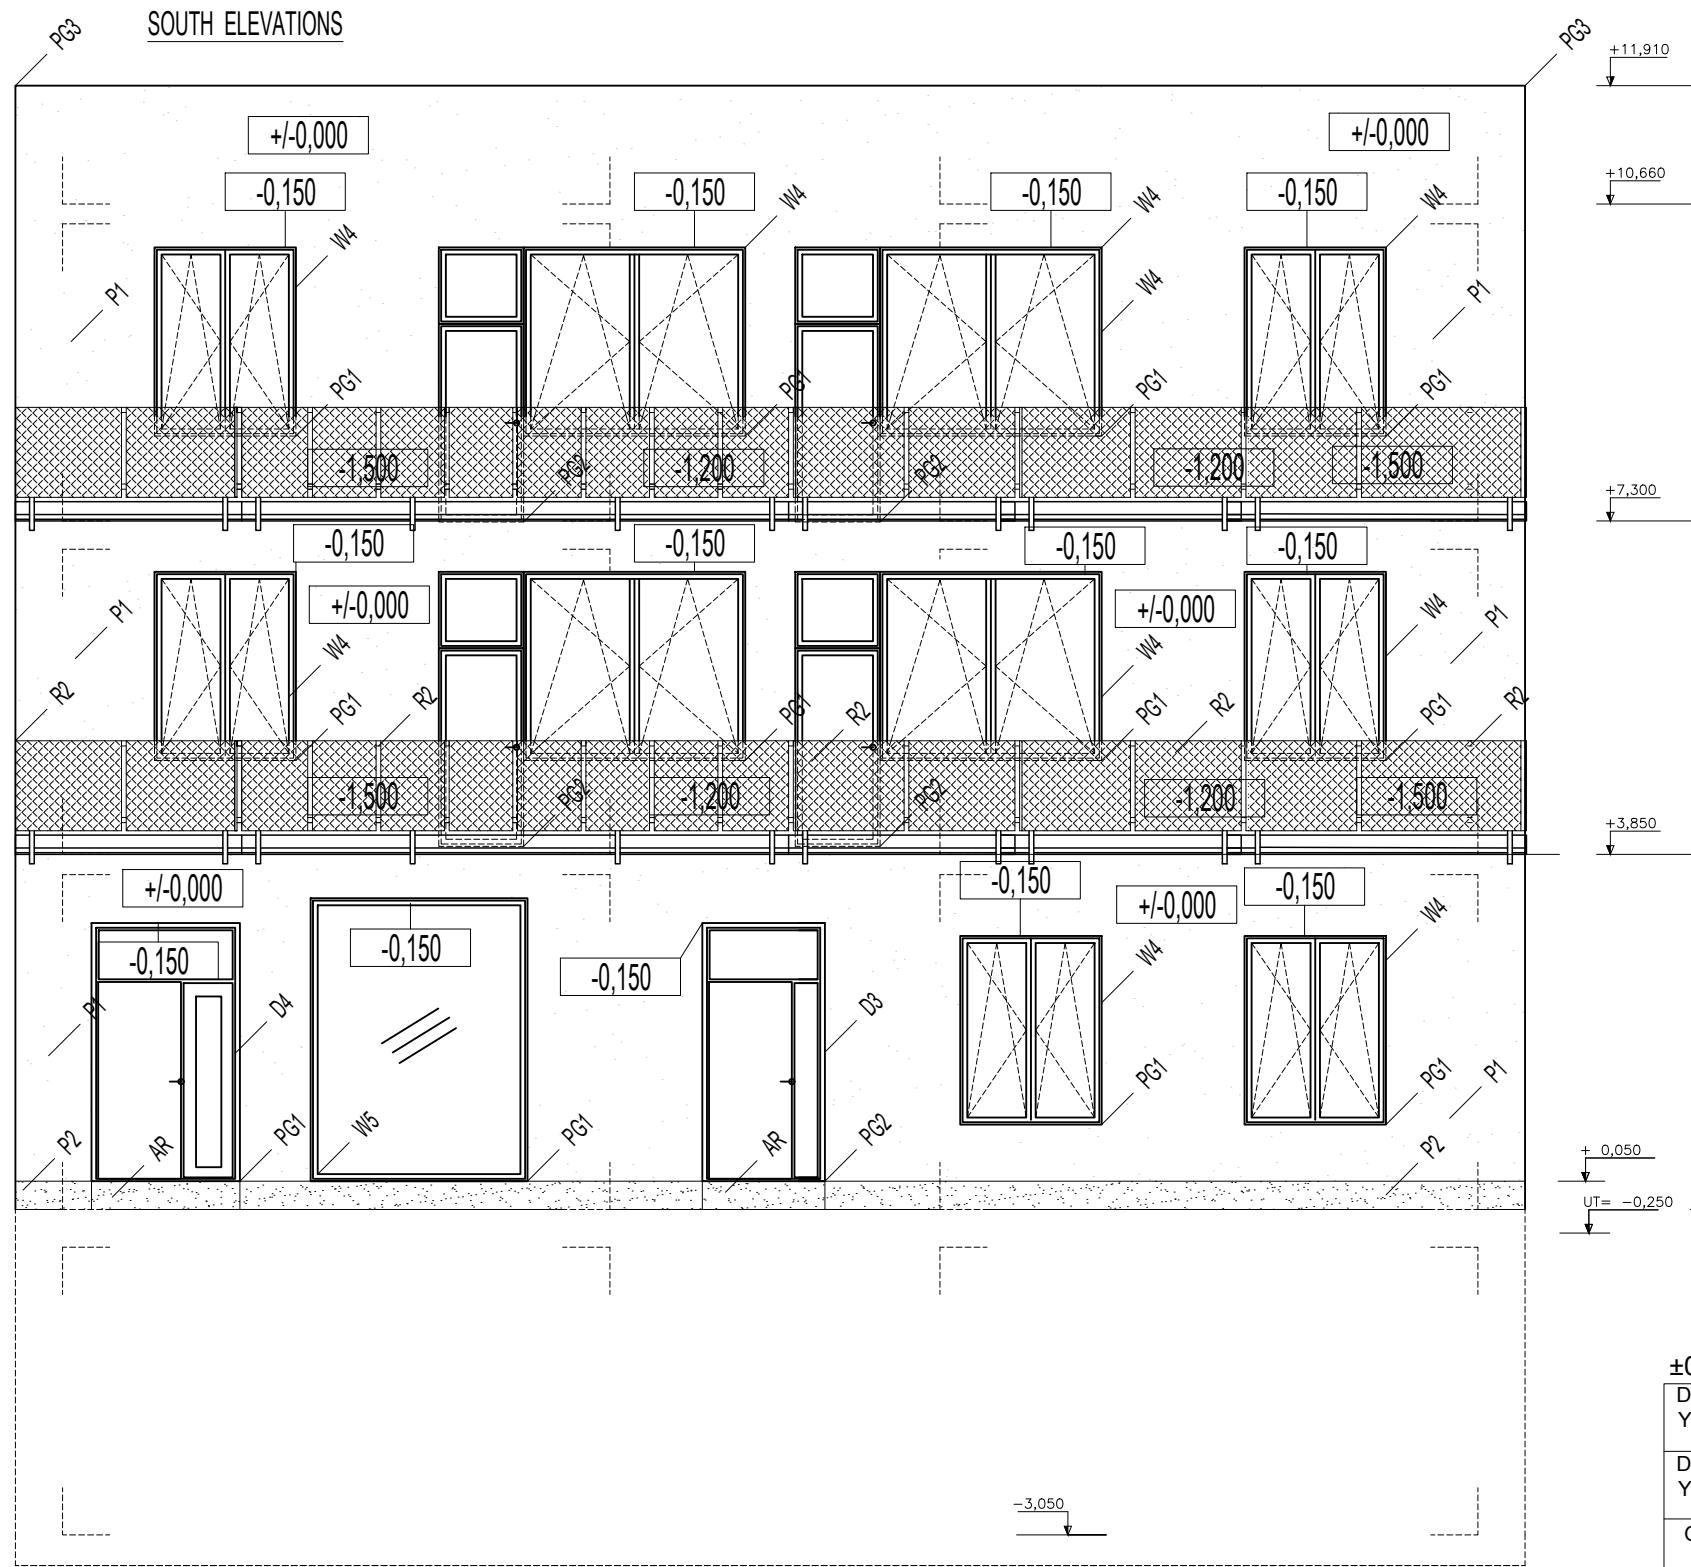 SOUTH ELEVATIONS
PG3 PG3
+11,910
+/-0,000 +/-0,000
+10,660
-0,150 -0,150 -0,150 -0,150
W4 W4 W4 W4
W4
P1 P1
PG1 PG1 PG1 PG1
-1,500 PG2 -1,200 PG2 -1,200 -1,500
+7,300
-0,150 -0,150 -0,150 -0,150
P1 +/-0,000 +/-0,000 W4 P1
W4 W4
R2 PG1 R2 PG1 R2 PG1 R2 PG1 R2
-1,500 PG2 -1,200 PG2 -1,200 -1,500
+3,850
+/-0,000 -0,150 +/-0,000 -0,150
W4
-0,150 -0,150 -0,150 W4
P1 D4 D3
PG1 PG1 P1
P2 AR PG1 W5 PG1 AR PG2 P2
+ 0,050
UT= -0,250
±0
D
Y
D
Y
-3,050